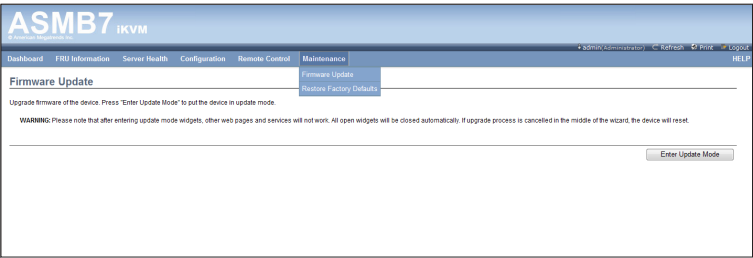 ASMB7 iKVM
© American Megatrends Inc.
admin(Administrator) Refresh Print Logout
Dashboard FRU Information Server Health Configuration Remote Control Maintenance HELP
Firmware Update
Restore Factory Defaults
Firmware Update
Upgrade firmware of the device. Press "Enter Update Mode" to put the device in update mode.
WARNING: Please note that after entering update mode widgets, other web pages and services will not work. All open widgets will be closed automatically. If upgrade process is cancelled in the middle of the wizard, the device will reset.
Enter Update Mode